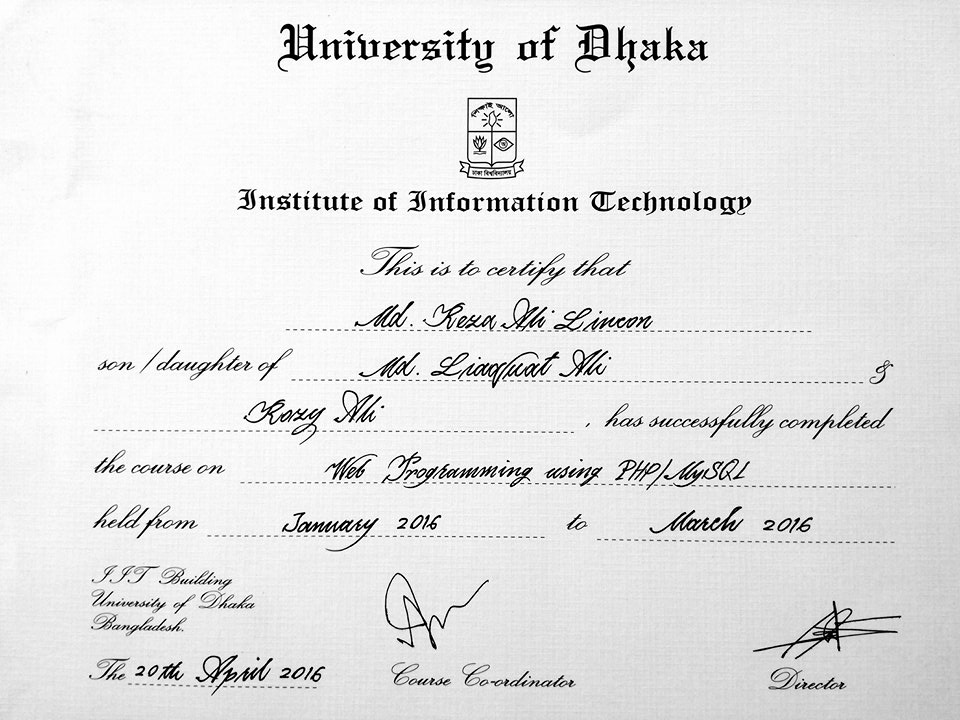 University of Dhaka
শিক্ষাই আলো
ঢাকা বিশ্ববিদ্যালয়
Institute of Information Technology
This is to certify that
Md. Reza Ali Lincon
son / daughter of Md. Liaquat Ali &
Rozy Ali , has successfully completed
the course on Web Programming using PHP/MySQL
held from January 2016 to March 2016
IIT Building
University of Dhaka
Bangladesh.
The 20th April 2016 Course Co-ordinator Director